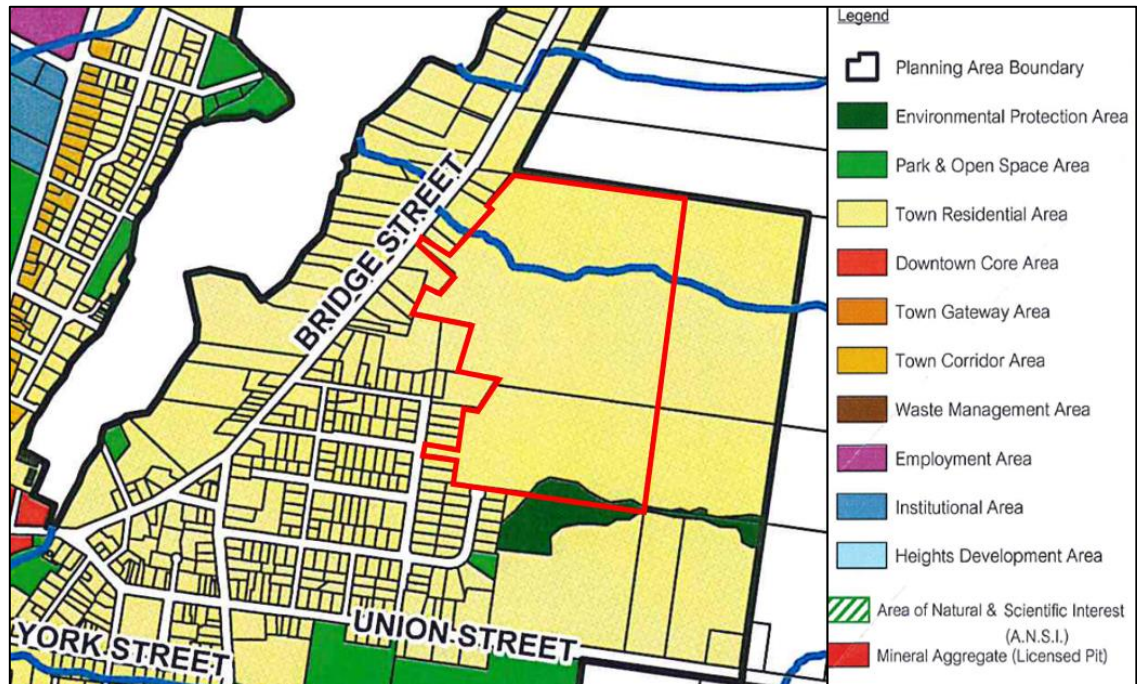 BRIDGE STREET
UNION STREET
YORK STREET
Legend
Planning Area Boundary
Environmental Protection Area
Park & Open Space Area
Town Residential Area
Downtown Core Area
Town Gateway Area
Town Corridor Area
Waste Management Area
Employment Area
Institutional Area
Heights Development Area
Area of Natural & Scientific Interest
(A.N.S.I.)
Mineral Aggregate (Licensed Pit)